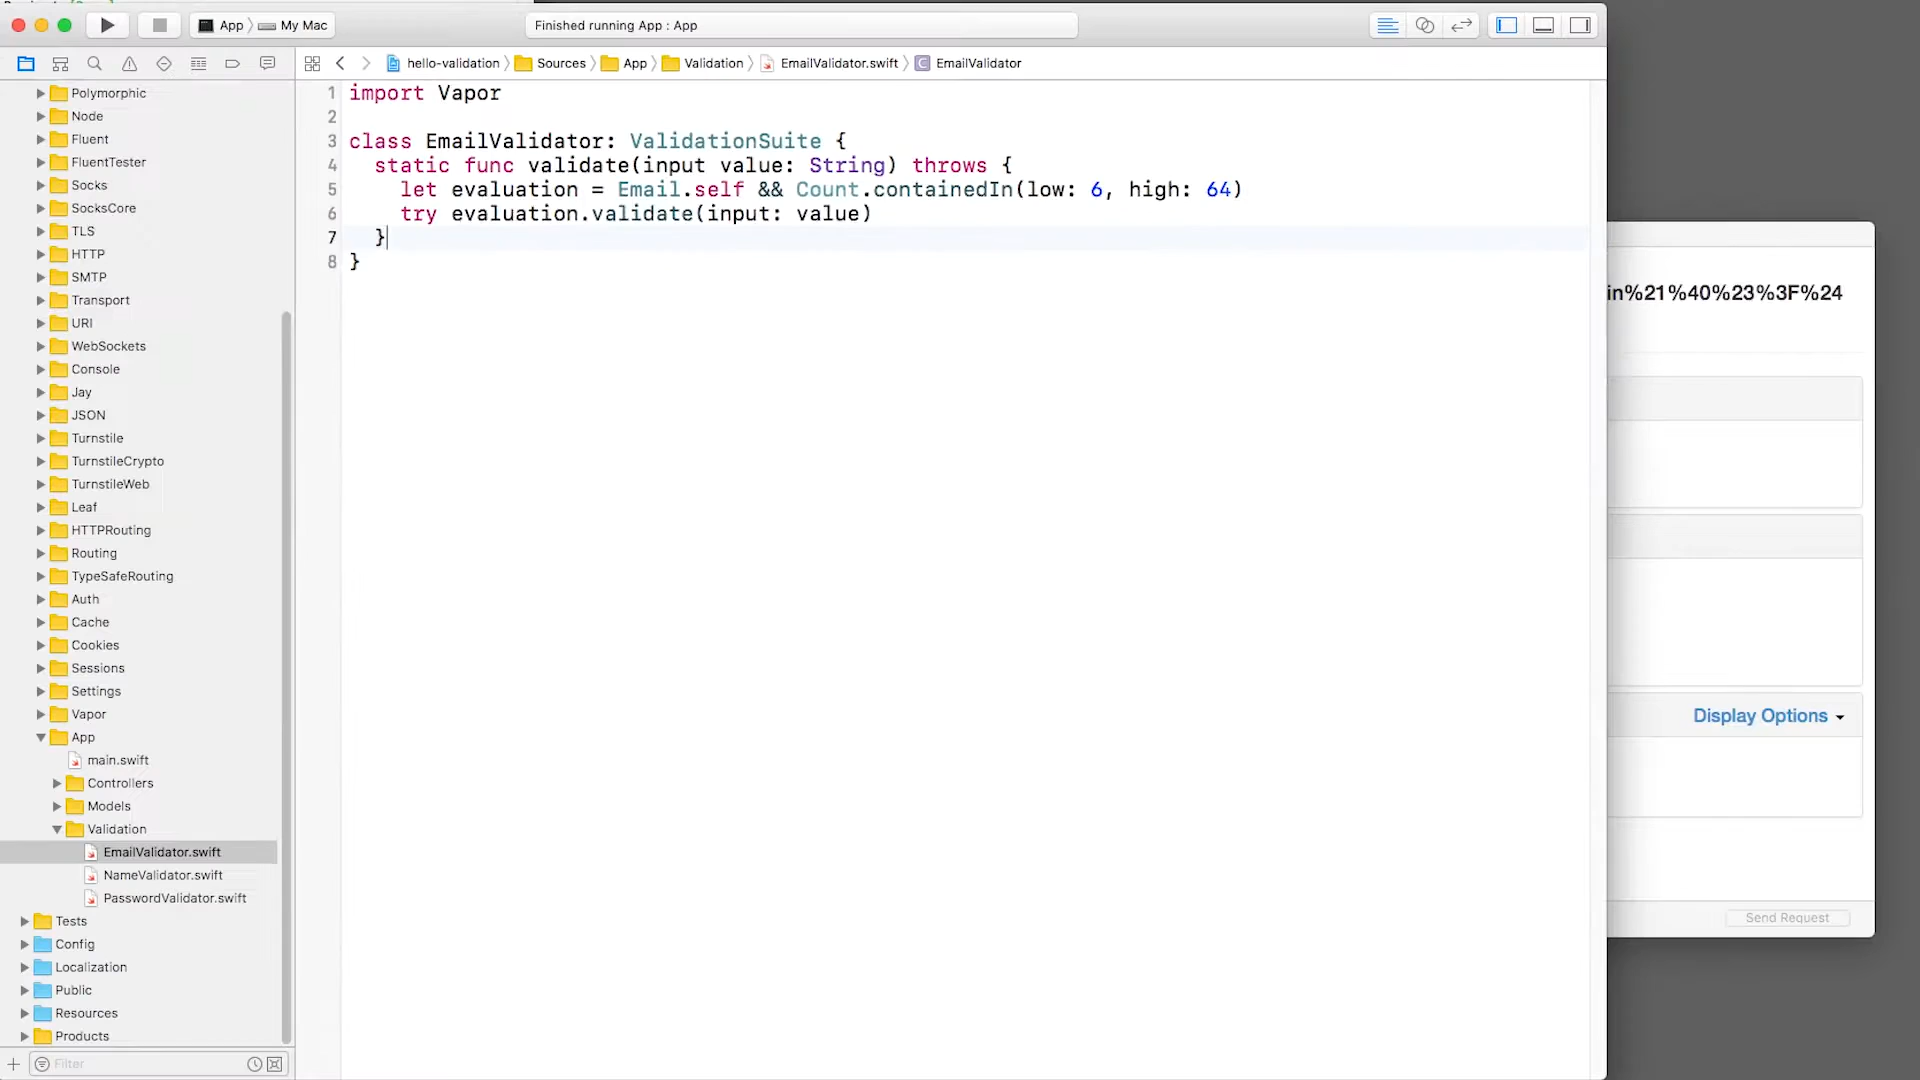 App
My Mac
Finished running App : App
hello-validation
Sources
App
Validation
EmailValidator.swift
C
EmailValidator
Polymorphic
Node
Fluent
FluentTester
Socks
SocksCore
TLS
HTTP
SMTP
Transport
URI
WebSockets
Console
Jay
JSON
Turnstile
TurnstileCrypto
TurnstileWeb
Leaf
HTTPRouting
Routing
TypeSafeRouting
Auth
Cache
Cookies
Sessions
Settings
Vapor
App
main.swift
Controllers
Models
Validation
EmailValidator.swift
NameValidator.swift
PasswordValidator.swift
Tests
Config
Localization
Public
Resources
Products
Filter
1 import Vapor
2
3 class EmailValidator: ValidationSuite {
4 static func validate(input value: String) throws {
5 let evaluation = Email.self && Count.containedIn(low: 6, high: 64)
6 try evaluation.validate(input: value)
7 }
8 }
in%21%40%23%3F%24
Display Options
Send Request